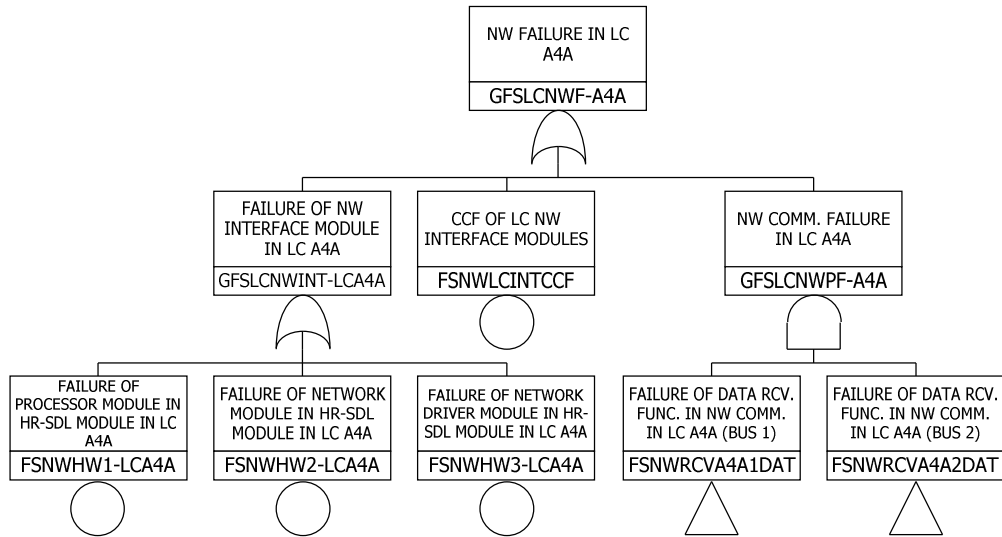 NW FAILURE IN LC
A4A
GFSLCNWF-A4A
FAILURE OF NW
INTERFACE MODULE
IN LC A4A
GFSLCNWINT-LCA4A
CCF OF LC NW
INTERFACE MODULES
FSNWLCINTCCF
NW COMM. FAILURE
IN LC A4A
GFSLCNWPF-A4A
FAILURE OF
PROCESSOR MODULE IN
HR-SDL MODULE IN LC
A4A
FSNWHW1-LCA4A
FAILURE OF NETWORK
MODULE IN HR-SDL
MODULE IN LC A4A
FSNWHW2-LCA4A
FAILURE OF NETWORK
DRIVER MODULE IN HR-
SDL MODULE IN LC A4A
FSNWHW3-LCA4A
FAILURE OF DATA RCV.
FUNC. IN NW COMM.
IN LC A4A (BUS 1)
FSNWRCVA4A1DAT
FAILURE OF DATA RCV.
FUNC. IN NW COMM.
IN LC A4A (BUS 2)
FSNWRCVA4A2DAT